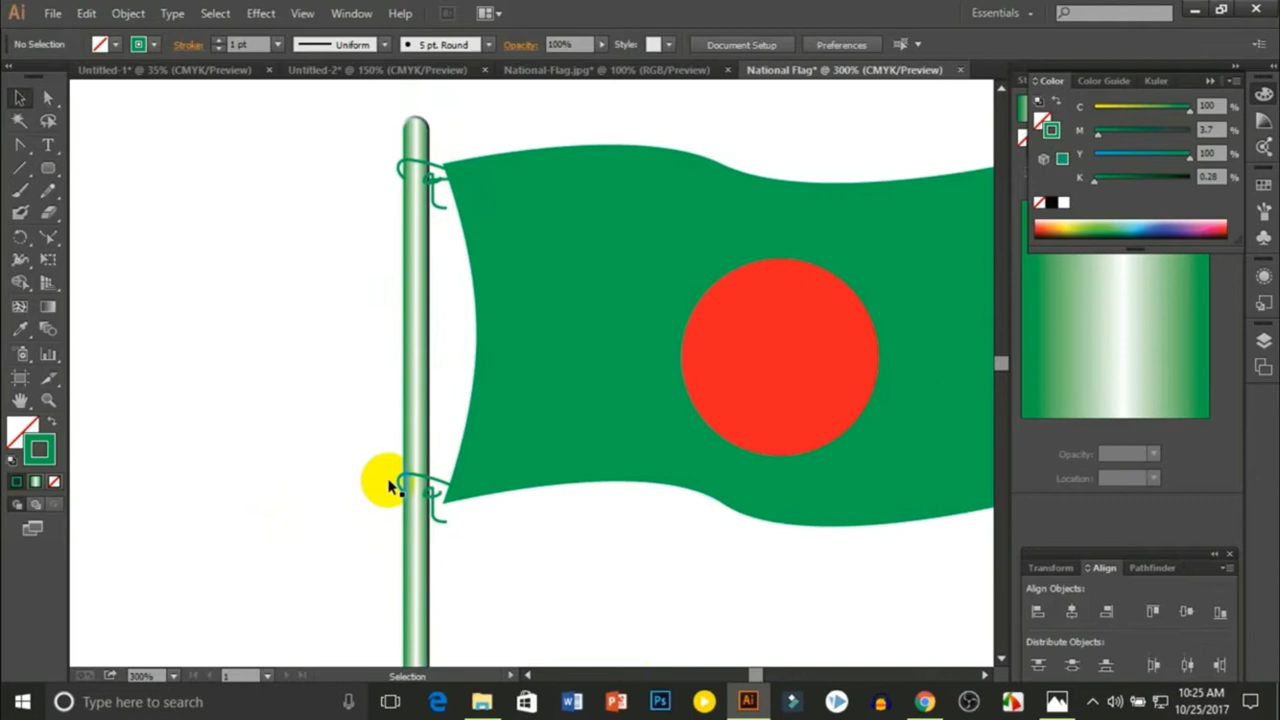 Ai File Edit Object Type Select Effect View Window Help Br Essentials
No Selection Stroke: 1 pt Uniform 5 pt. Round Opacity: 100% Style: Document Setup Preferences
Untitled-1* @ 35% (CMYK/Preview) × Untitled-2* @ 150% (CMYK/Preview) × National-Flag.jpg* @ 100% (RGB/Preview) × National Flag* @ 300% (CMYK/Preview) ×
St Color Color Guide Kuler
C 100 %
M 3.7 %
Y 100 %
K 0.28 %
Opacity:
Location:
Transform Align Pathfinder
Align Objects:
Distribute Objects:
300% 1 Selection
Type here to search
Ps Ai
10:25 AM
10/25/2017